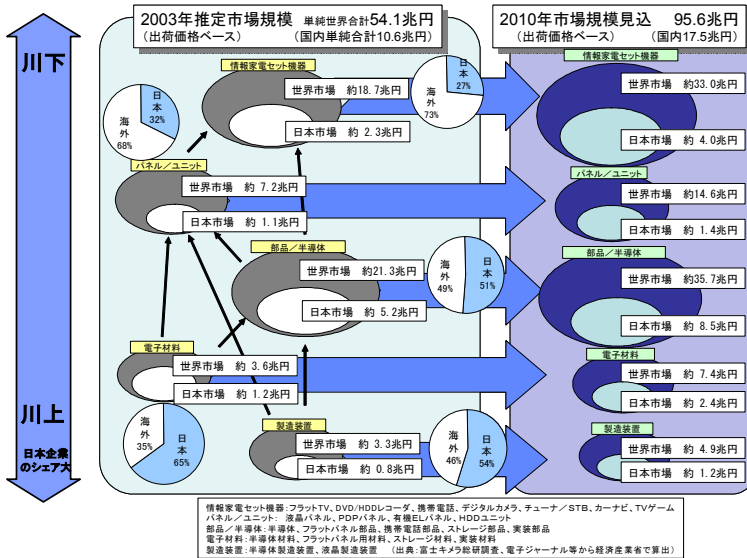 2003年推定市場規模 単純世界合計54.1兆円
(出荷価格ベース) (国内単純合計10.6兆円)
2010年市場規模見込 95.6兆円
(出荷価格ベース) (国内17.5兆円)
川下
情報家電セット機器
世界市場 約18.7兆円
日本市場 約 2.3兆円
日本
27%
海外
73%
日本
32%
海外
68%
情報家電セット機器
世界市場 約33.0兆円
日本市場 約 4.0兆円
パネル/ユニット
世界市場 約 7.2兆円
日本市場 約 1.1兆円
パネル/ユニット
世界市場 約14.6兆円
日本市場 約 1.4兆円
部品/半導体
世界市場 約21.3兆円
日本市場 約 5.2兆円
海外
49%
日本
51%
部品/半導体
世界市場 約35.7兆円
日本市場 約 8.5兆円
電子材料
世界市場 約 3.6兆円
日本市場 約 1.2兆円
海外
35%
日本
65%
電子材料
世界市場 約 7.4兆円
日本市場 約 2.4兆円
川上
日本企業
のシェア大
製造装置
世界市場 約 3.3兆円
日本市場 約 0.8兆円
海外
46%
日本
54%
製造装置
世界市場 約 4.9兆円
日本市場 約 1.2兆円
情報家電セット機器:フラットTV、DVD/HDDレコーダ、携帯電話、デジタルカメラ、チューナ/STB、カーナビ、TVゲーム
パネル/ユニット: 液晶パネル、PDPパネル、有機ELパネル、HDDユニット
部品/半導体:半導体、フラットパネル部品、携帯電話部品、ストレージ部品、実装部品
電子材料:半導体材料、フラットパネル用材料、ストレージ材料、実装材料
製造装置:半導体製造装置、液晶製造装置 (出典:富士キメラ総研調査、電子ジャーナル等から経済産業省で算出)